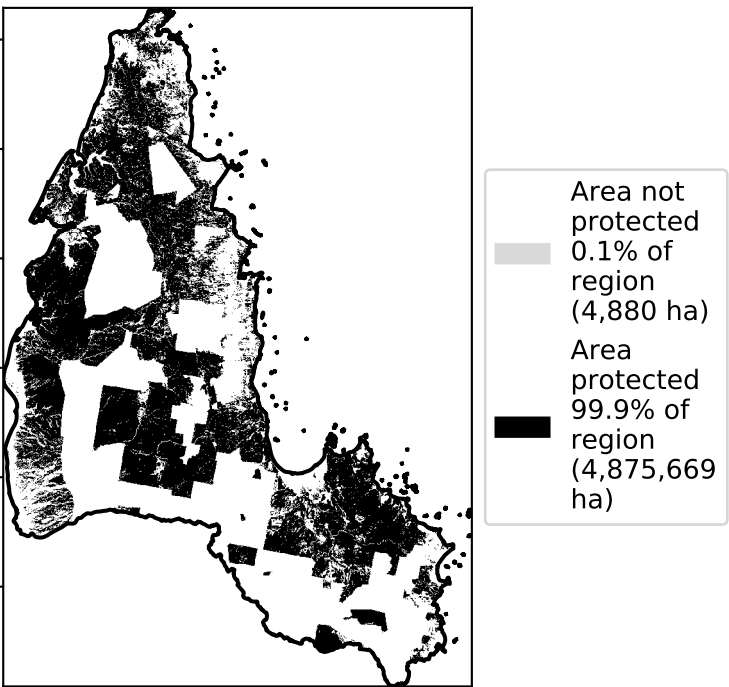 Area not
protected
0.1% of
region
(4,880 ha)
Area
protected
99.9% of
region
(4,875,669
ha)